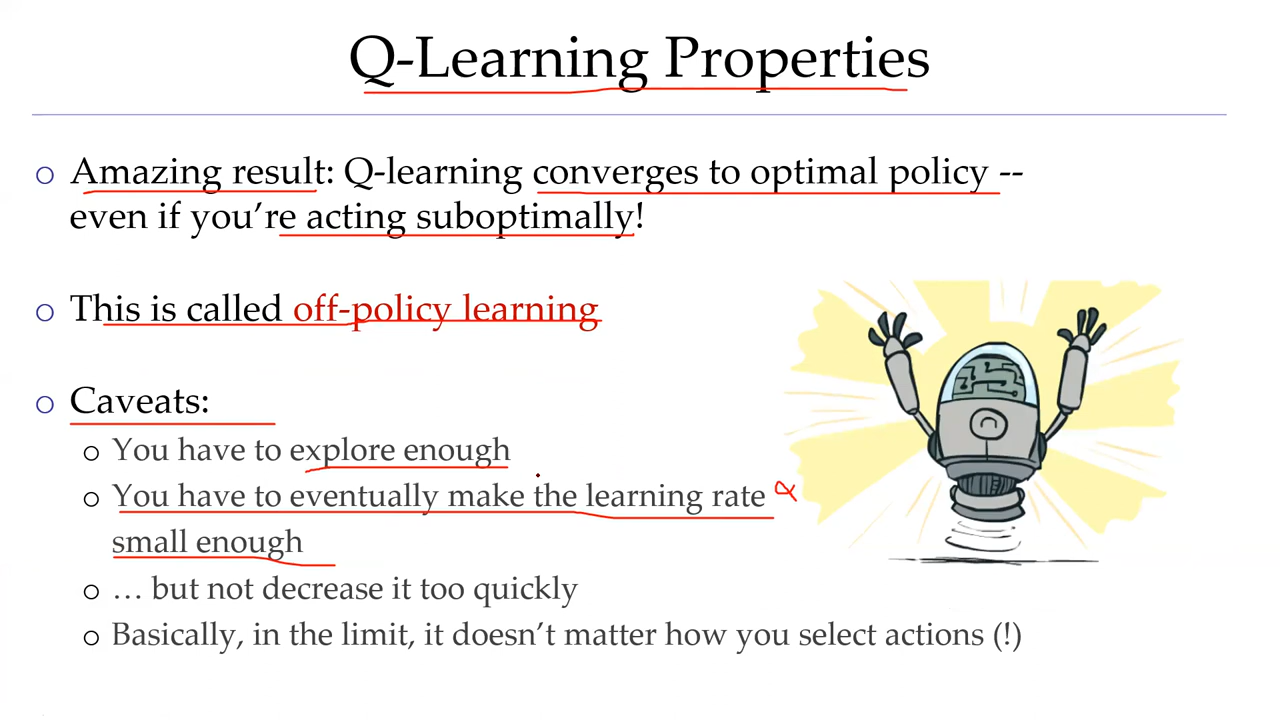 Q-Learning Properties
o Amazing result: Q-learning converges to optimal policy --
even if you’re acting suboptimally!
o This is called off-policy learning
o Caveats:
o You have to explore enough
o You have to eventually make the learning rate α
small enough
o … but not decrease it too quickly
o Basically, in the limit, it doesn’t matter how you select actions (!)